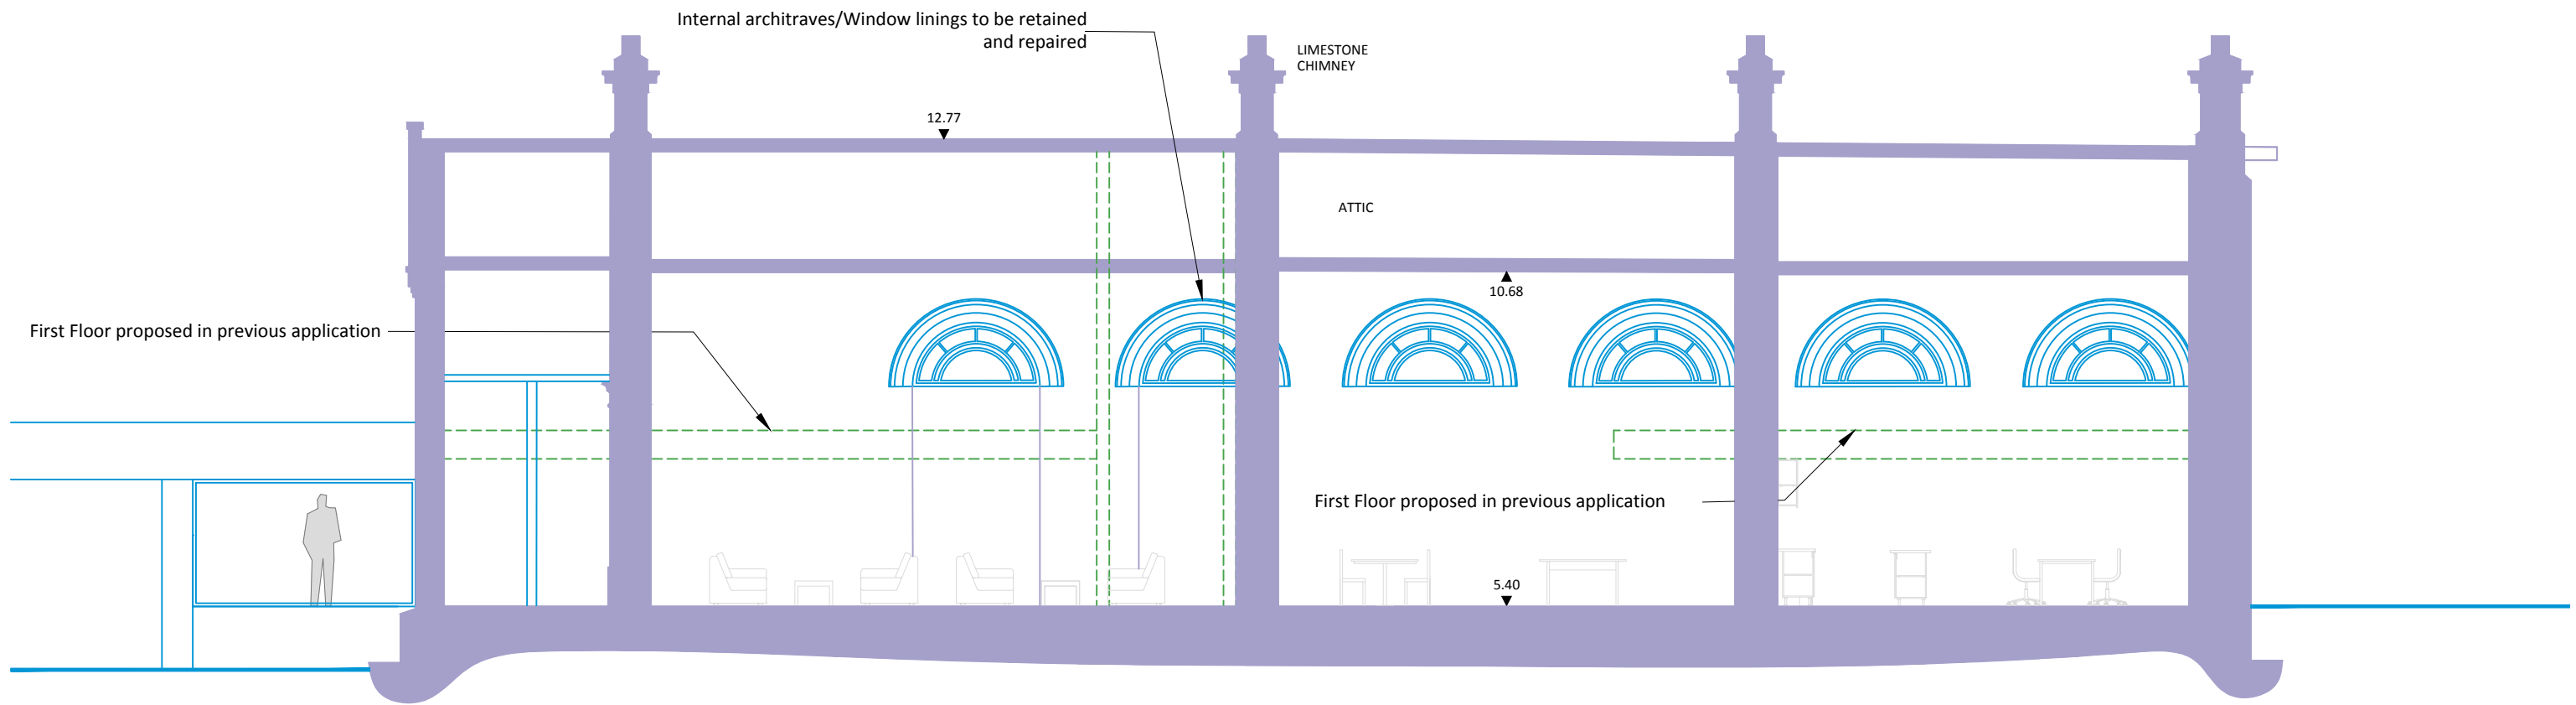 Internal architraves/Window linings to be retained
and repaired
LIMESTONE
CHIMNEY
12.77
ATTIC
10.68
First Floor proposed in previous application
First Floor proposed in previous application
5.40